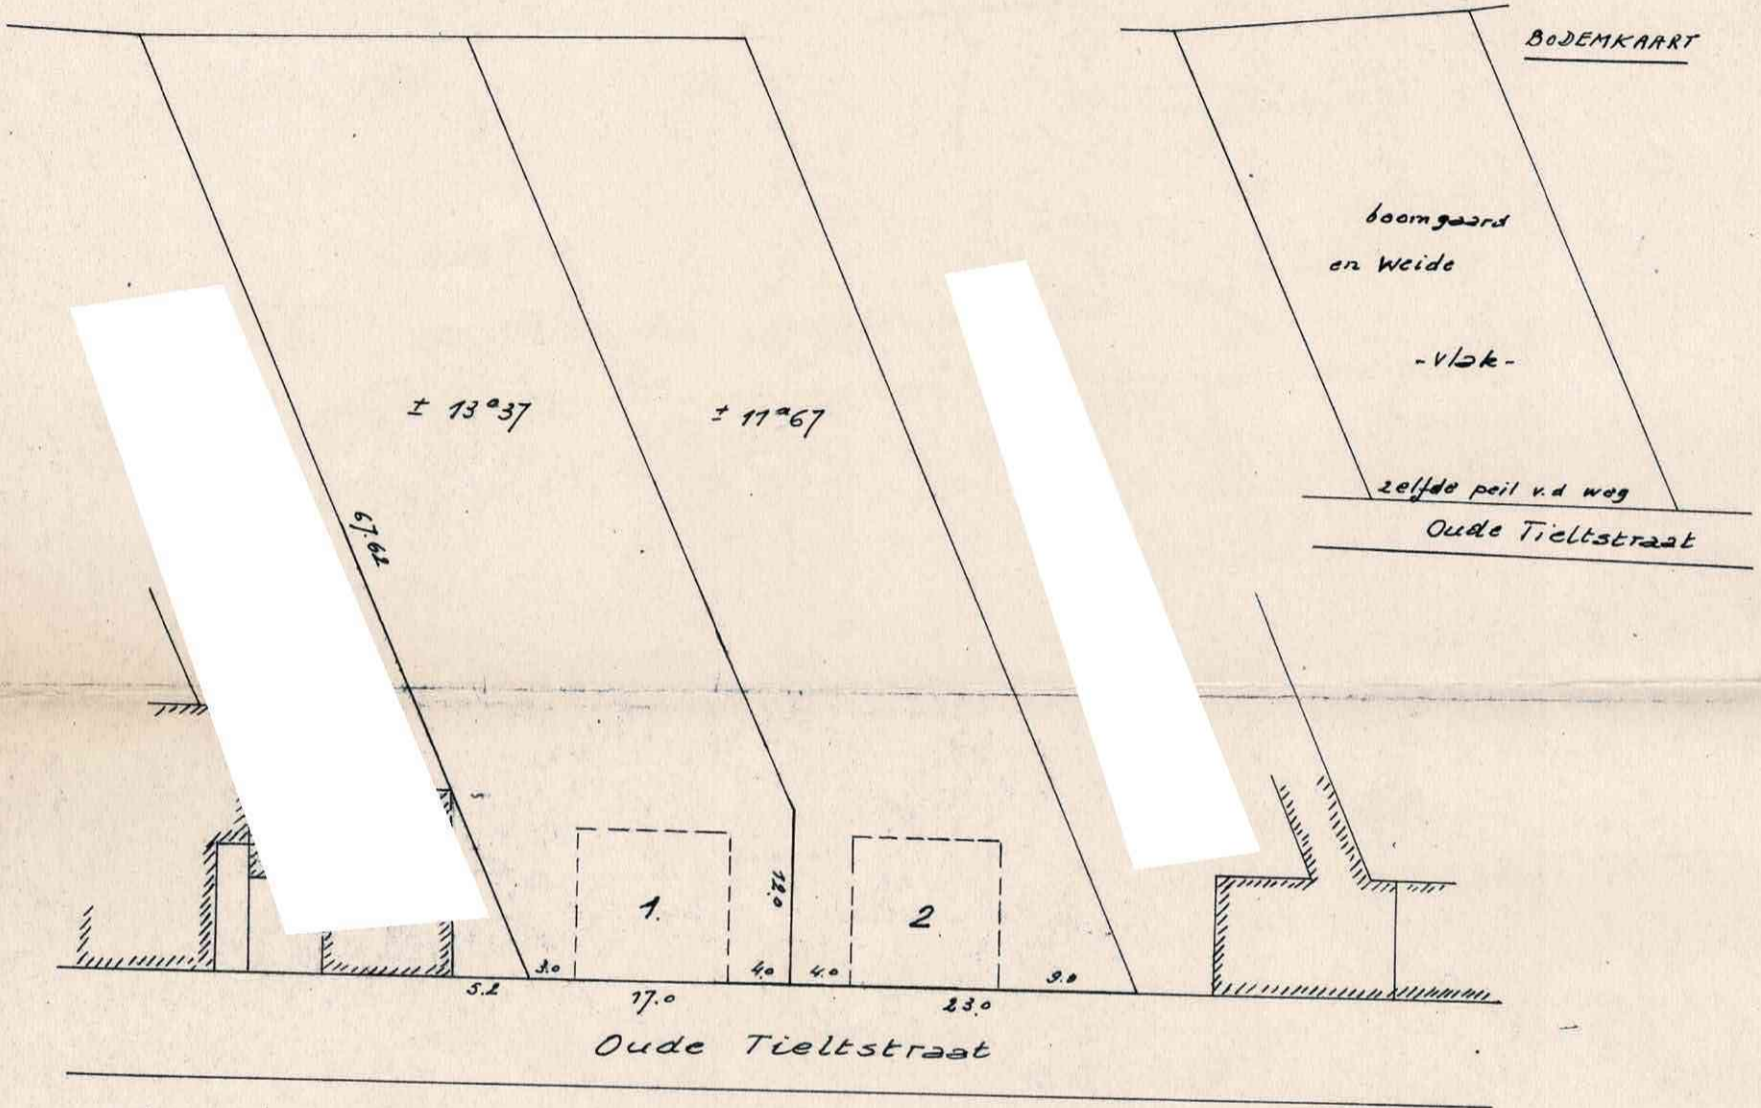 BODEMKAART
boomgaard
en Weide
-vlak-
zelfde peil v.d weg
Oude Tieltstraat
± 13a37
± 11a67
67.62
1.
12.0
2
3.0
4.0
4.0
9.0
5.2
17.0
23.0
Oude Tieltstraat